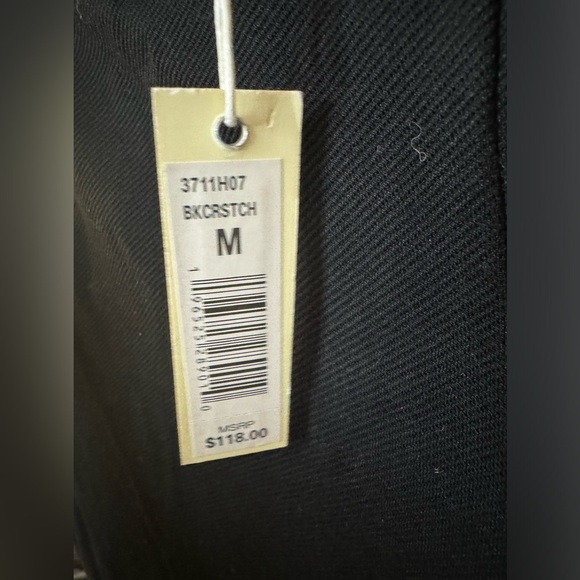 3711H07
BKCRSTCH
M
MSRP
$118.00